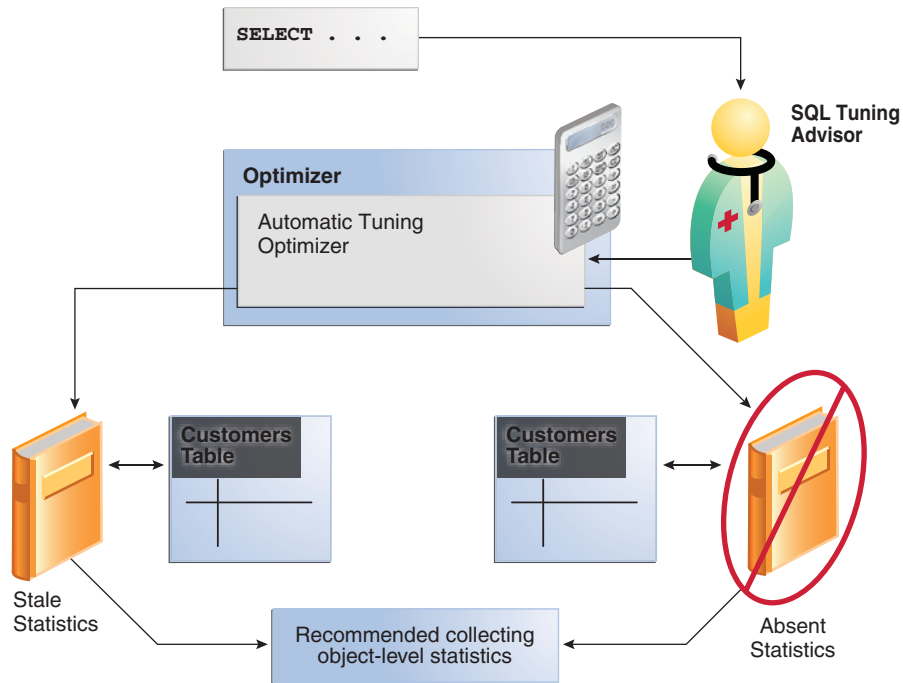 SELECT . . .
SQL Tuning
Advisor
Optimizer
Automatic Tuning
Optimizer
Customers
Table
Customers
Table
Stale
Statistics
Recommended collecting
object-level statistics
Absent
Statistics